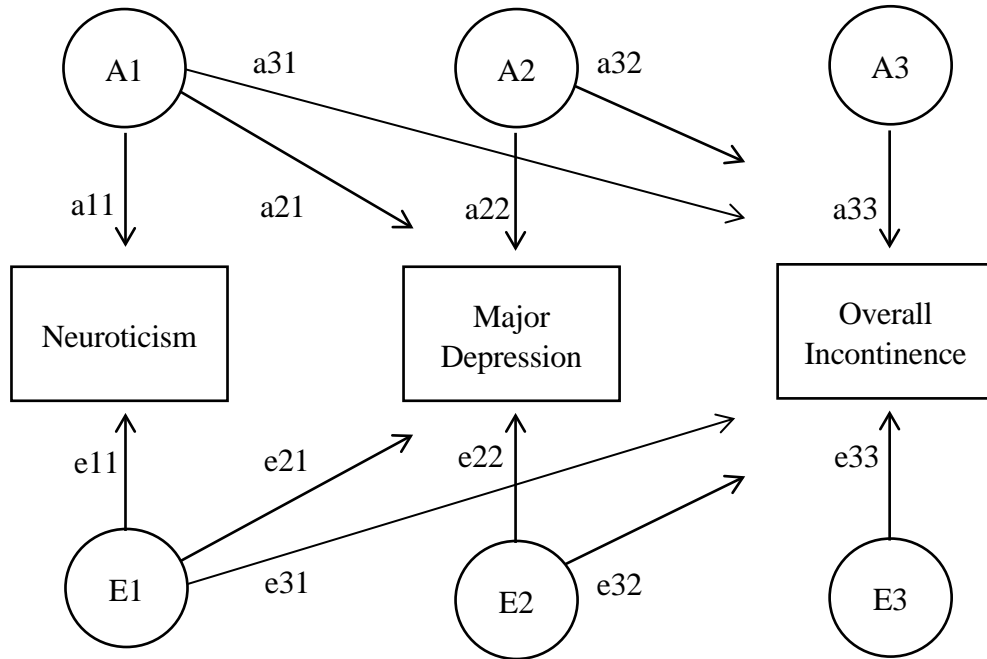 A1
A2
A3
a31
a32
a11
a21
a22
a33
Neuroticism
Major
Depression
Overall
Incontinence
e11
e21
e22
e33
e31
e32
E1
E2
E3